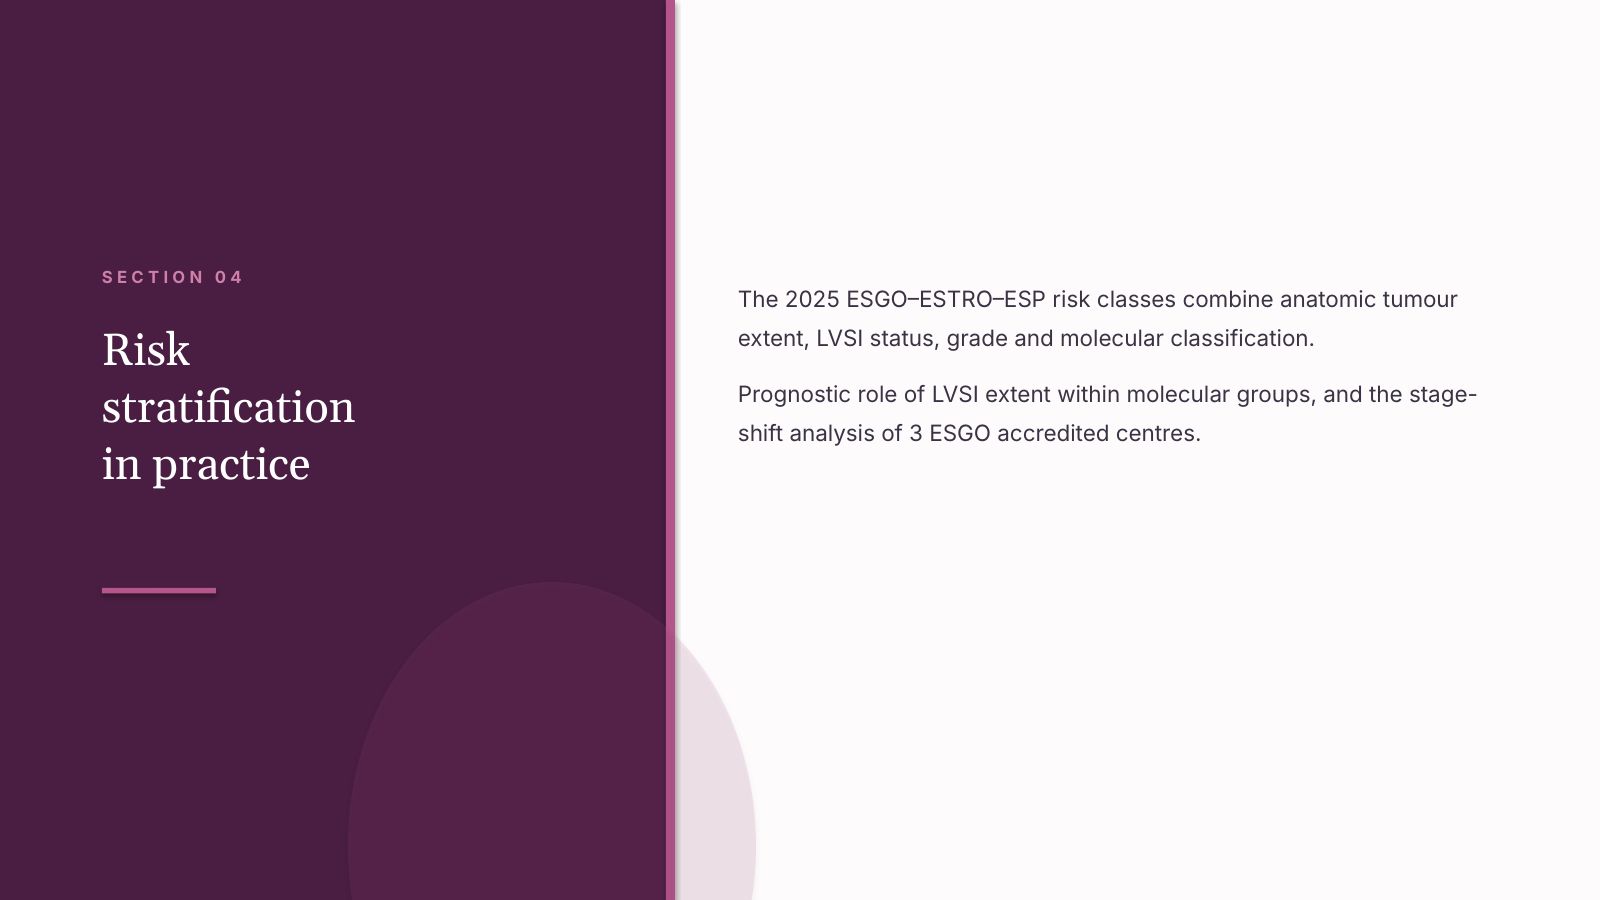 SECTION 04
Risk
stratification
in practice
The 2025 ESGO–ESTRO–ESP risk classes combine anatomic tumour
extent, LVSI status, grade and molecular classification.
Prognostic role of LVSI extent within molecular groups, and the stage-
shift analysis of 3 ESGO accredited centres.